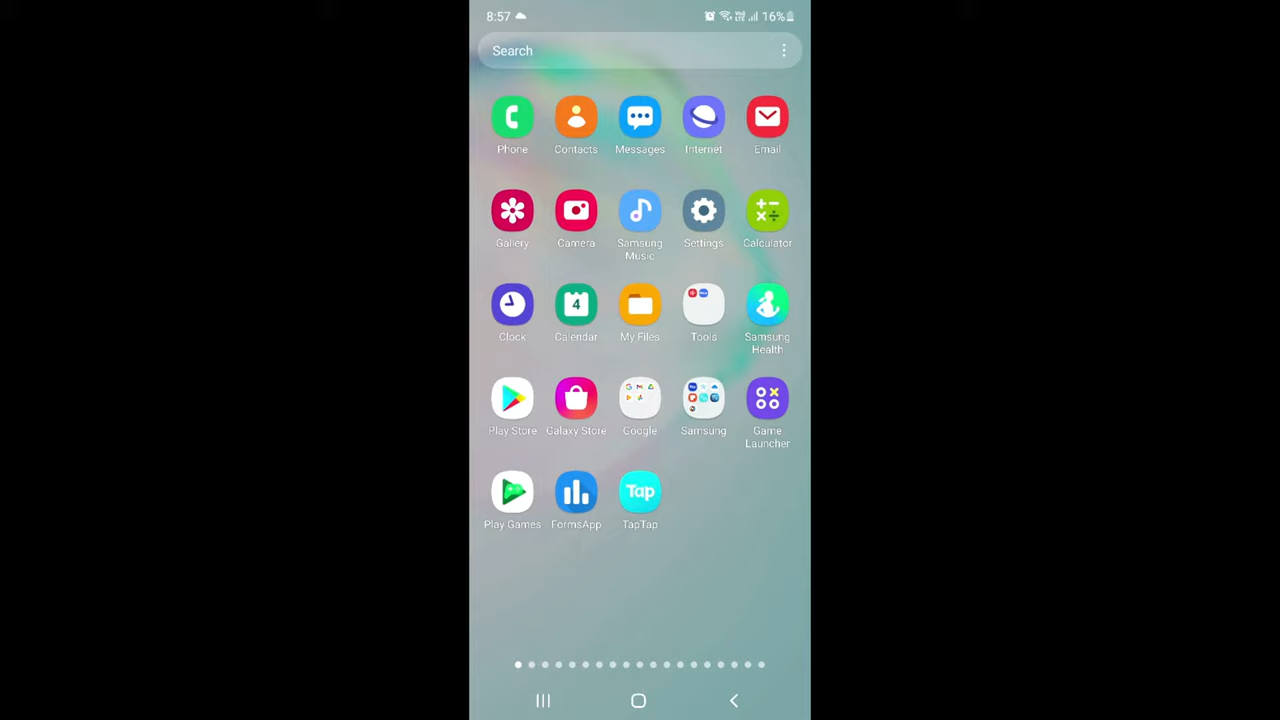 8:57 16%
Search
Phone Contacts Messages Internet Email
Gallery Camera Samsung Music Settings Calculator
Clock 4 Calendar My Files Tools Samsung Health
Play Store Galaxy Store Google Samsung Game Launcher
Tap
Play Games FormsApp TapTap